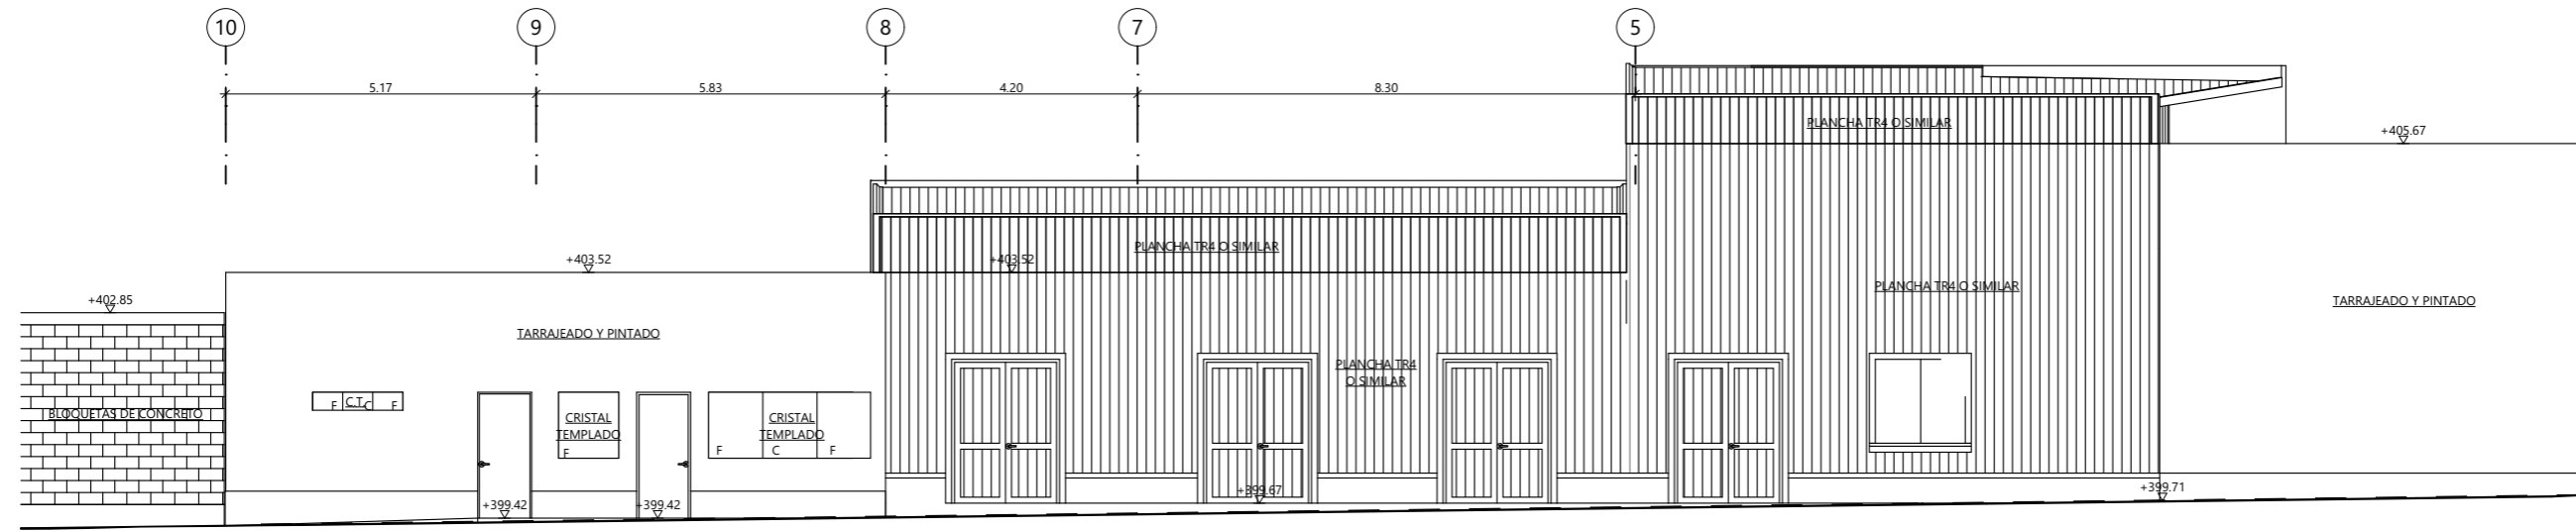 10
9
8
7
5
5.17
5.83
4.20
8.30
PLANCHA TR4 O SIMILAR
+405.67
PLANCHA TR4 O SIMILAR
+403.52
+403.52
PLANCHA TR4 O SIMILAR
+402.85
TARRAJEADO Y PINTADO
TARRAJEADO Y PINTADO
PLANCHA TR4
O SIMILAR
BLOQUETAS DE CONCRETO
F
C.T.
C
F
CRISTAL
TEMPLADO
F
CRISTAL
TEMPLADO
F
C
F
+399.42
+399.42
+399.67
+399.71